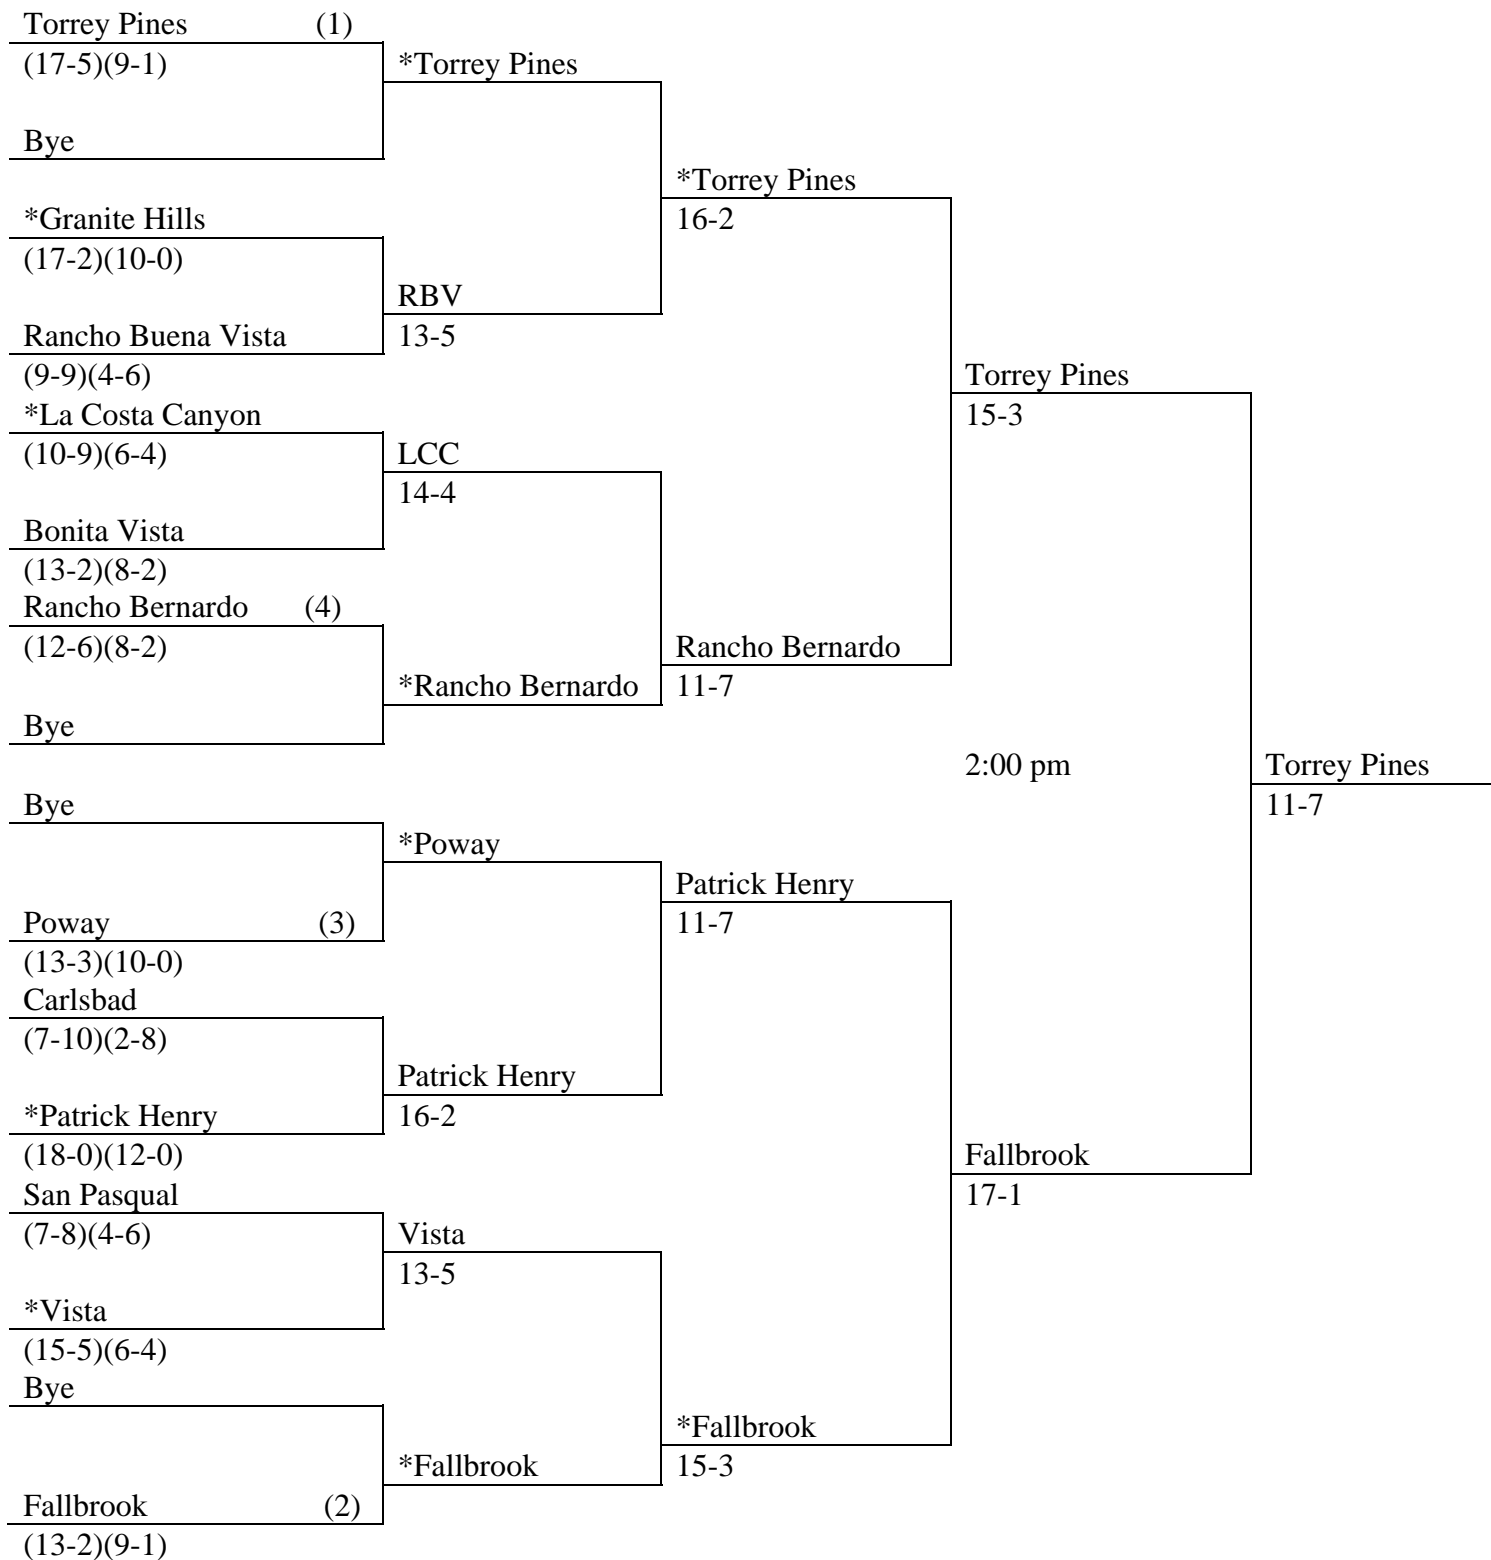 Torrey Pines (1)
(17-5)(9-1)
Bye
*Granite Hills
(17-2)(10-0)
Rancho Buena Vista
(9-9)(4-6)
*La Costa Canyon
(10-9)(6-4)
Bonita Vista
(13-2)(8-2)
Rancho Bernardo (4)
(12-6)(8-2)
Bye
Bye
Poway (3)
(13-3)(10-0)
Carlsbad
(7-10)(2-8)
*Patrick Henry
(18-0)(12-0)
San Pasqual
(7-8)(4-6)
*Vista
(15-5)(6-4)
Bye
Fallbrook (2)
(13-2)(9-1)
*Torrey Pines
RBV
13-5
LCC
14-4
*Rancho Bernardo
*Poway
Patrick Henry
16-2
Vista
13-5
*Fallbrook
*Torrey Pines
16-2
Rancho Bernardo
11-7
Patrick Henry
11-7
*Fallbrook
15-3
Torrey Pines
15-3
2:00 pm
Fallbrook
17-1
Torrey Pines
11-7